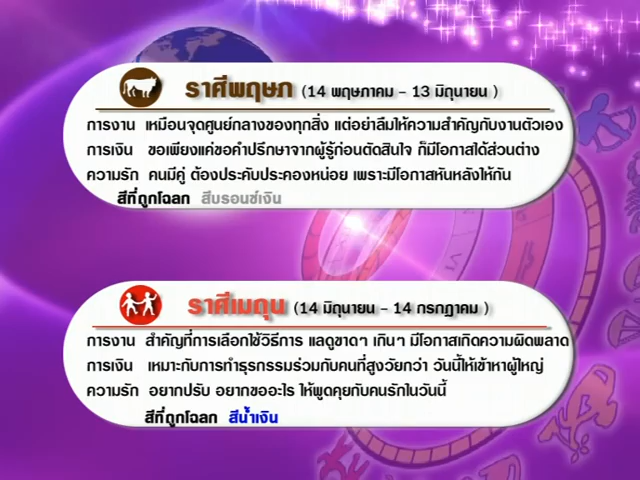 ราศีพฤษภ (14 พฤษภาคม - 13 มิถุนายน )
การงาน เหมือนจุดศูนย์กลางของทุกสิ่ง แต่อย่าลืมให้ความสำคัญกับงานตัวเอง
การเงิน ขอเพียงแค่ขอคำปรึกษาจากผู้รู้ก่อนตัดสินใจ ก็มีโอกาสได้ส่วนต่าง
ความรัก คนมีคู่ ต้องประคับประคองหน่อย เพราะมีโอกาสหันหลังให้กัน
สีที่ถูกโฉลก สีบรอนซ์เงิน
ราศีเมถุน (14 มิถุนายน - 14 กรกฎาคม )
การงาน สำคัญที่การเลือกใช้วิธีการ แลดูขาดๆ เกินๆ มีโอกาสเกิดความผิดพลาด
การเงิน เหมาะกับการทำธุรกรรมร่วมกับคนที่สูงวัยกว่า วันนี้ให้เข้าหาผู้ใหญ่
ความรัก อยากปรับ อยากขออะไร ให้พูดคุยกับคนรักในวันนี้
สีที่ถูกโฉลก สีน้ำเงิน